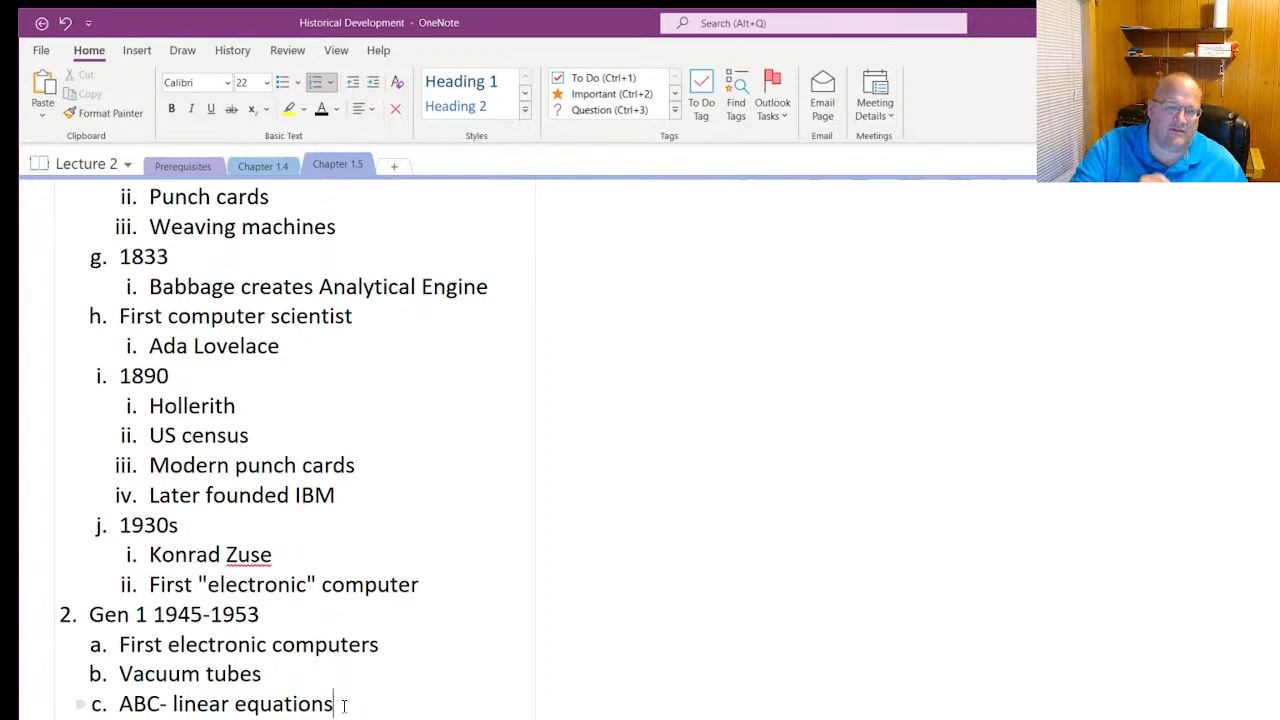 Historical Development - OneNote
Search (Alt+Q)
File Home Insert Draw History Review View Help
Paste
Cut
Copy
Format Painter
Clipboard
Calibri 22
B I U ab x₂ A
Basic Text
Heading 1
Heading 2
Styles
To Do (Ctrl+1)
Important (Ctrl+2)
? Question (Ctrl+3)
To Do Tag
Find Tags
Outlook Tasks
Tags
Email Page
Email
Meeting Details
Meetings
Lecture 2 Prerequisites Chapter 1.4 Chapter 1.5 +
ii. Punch cards
iii. Weaving machines
g. 1833
i. Babbage creates Analytical Engine
h. First computer scientist
i. Ada Lovelace
i. 1890
i. Hollerith
ii. US census
iii. Modern punch cards
iv. Later founded IBM
j. 1930s
i. Konrad Zuse
ii. First "electronic" computer
2. Gen 1 1945-1953
a. First electronic computers
b. Vacuum tubes
c. ABC- linear equations